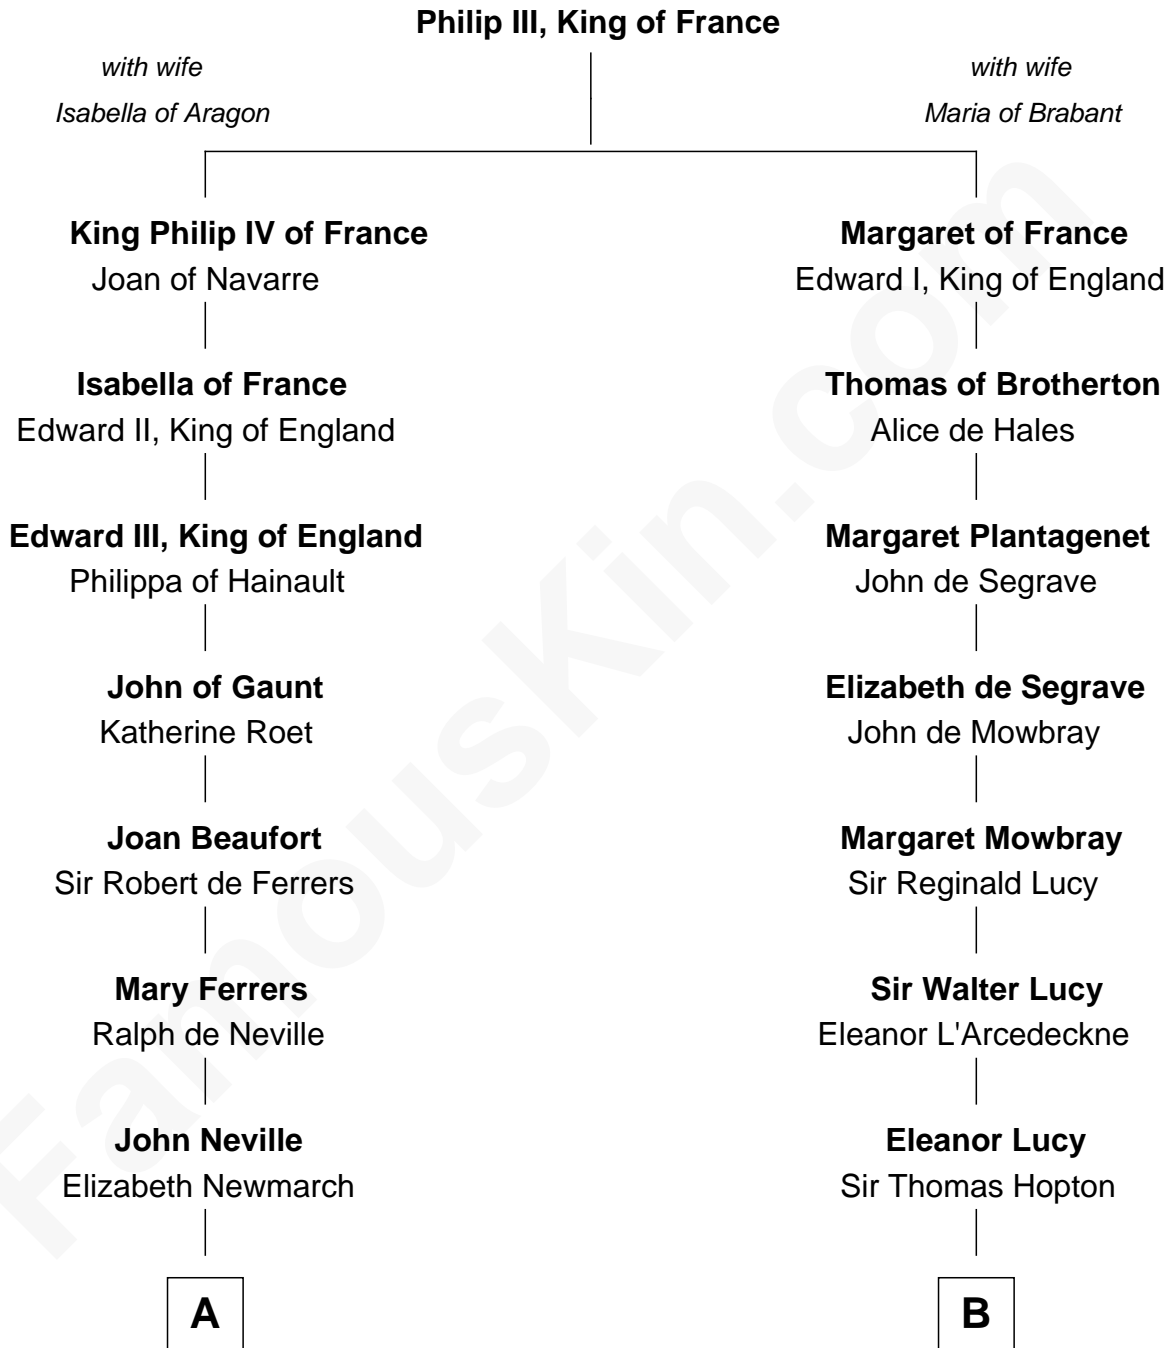 Philip III, King of France
with wife
Isabella of Aragon
with wife
Maria of Brabant
King Philip IV of France
Joan of Navarre
Margaret of France
Edward I, King of England
Isabella of France
Edward II, King of England
Thomas of Brotherton
Alice de Hales
Edward III, King of England
Philippa of Hainault
Margaret Plantagenet
John de Segrave
John of Gaunt
Katherine Roet
Elizabeth de Segrave
John de Mowbray
Joan Beaufort
Sir Robert de Ferrers
Margaret Mowbray
Sir Reginald Lucy
Mary Ferrers
Ralph de Neville
Sir Walter Lucy
Eleanor L'Arcedeckne
John Neville
Elizabeth Newmarch
Eleanor Lucy
Sir Thomas Hopton
A
B
FamousKin.com